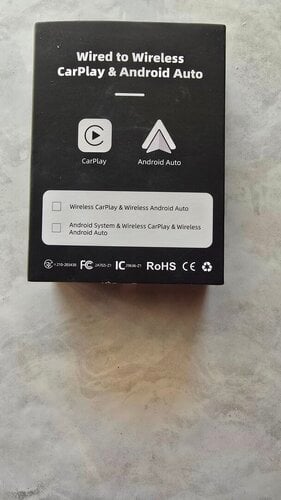 Wired to Wireless
CarPlay & Android Auto
CarPlay
Android Auto
Wireless CarPlay & Wireless Android Auto
Android System & Wireless CarPlay & Wireless
Android Auto
FC
IC
RoHS
CE